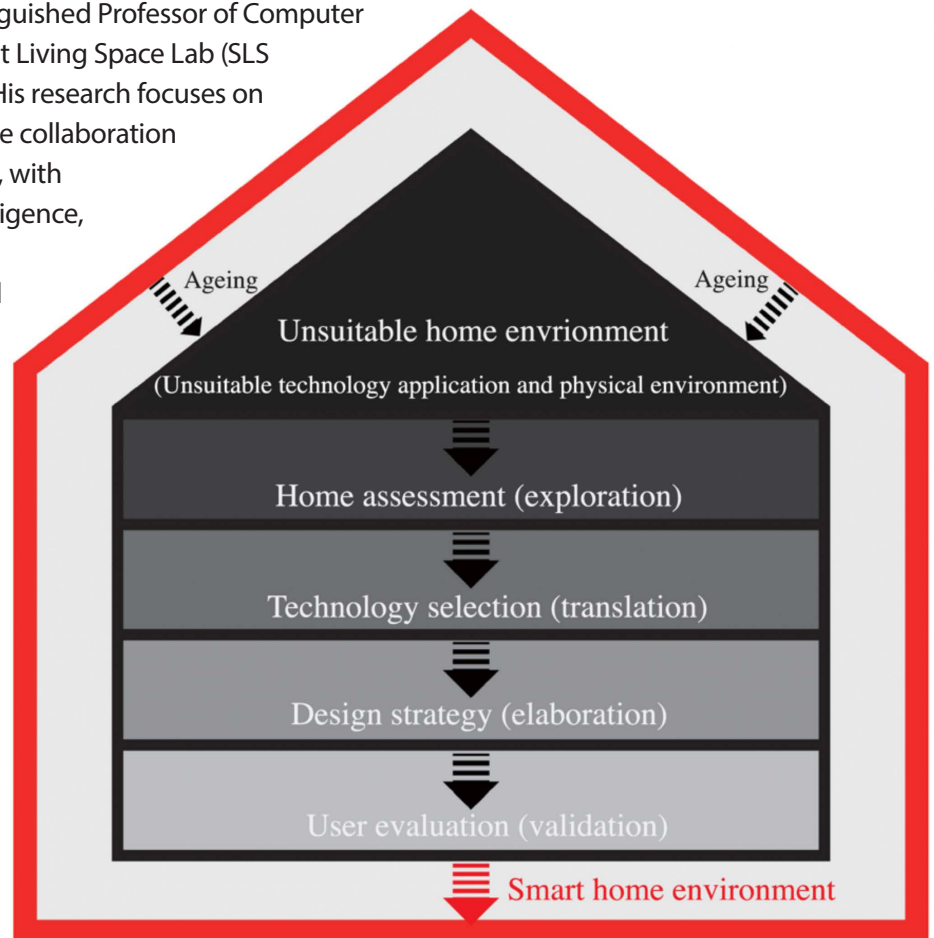 guished Professor of Computer
t Living Space Lab (SLS
His research focuses on
e collaboration
, with
igence,
Ageing
Ageing
Unsuitable home envrionment
(Unsuitable technology application and physical environment)
Home assessment (exploration)
Technology selection (translation)
Design strategy (elaboration)
User evaluation (validation)
Smart home environment